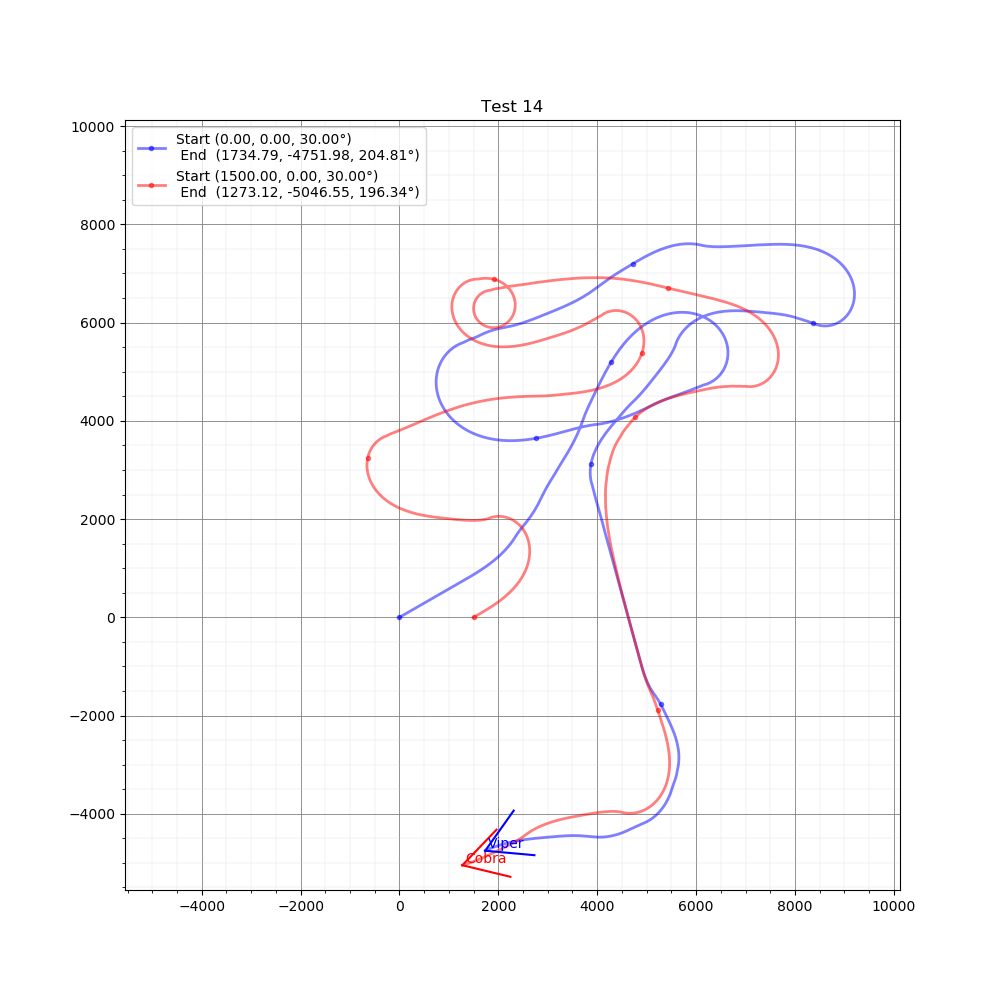 Test 14
Start (0.00, 0.00, 30.00°)
End (1734.79, -4751.98, 204.81°)
Start (1500.00, 0.00, 30.00°)
End (1273.12, -5046.55, 196.34°)
10000
8000
6000
4000
2000
0
−2000
−4000
Viper
Cobra
−4000 −2000 0 2000 4000 6000 8000 10000